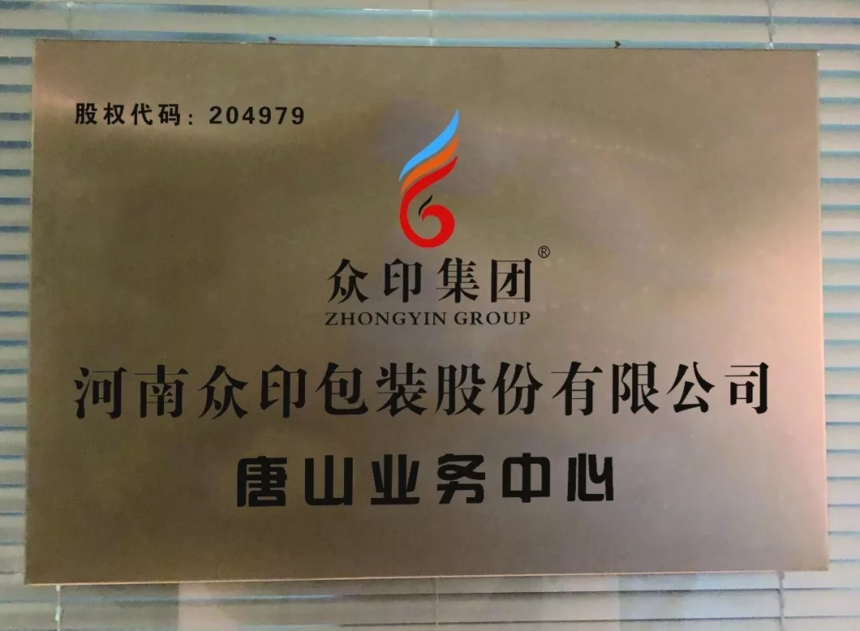 股权代码：204979
众印集团®
ZHONGYIN GROUP
河南众印包装股份有限公司
唐山业务中心